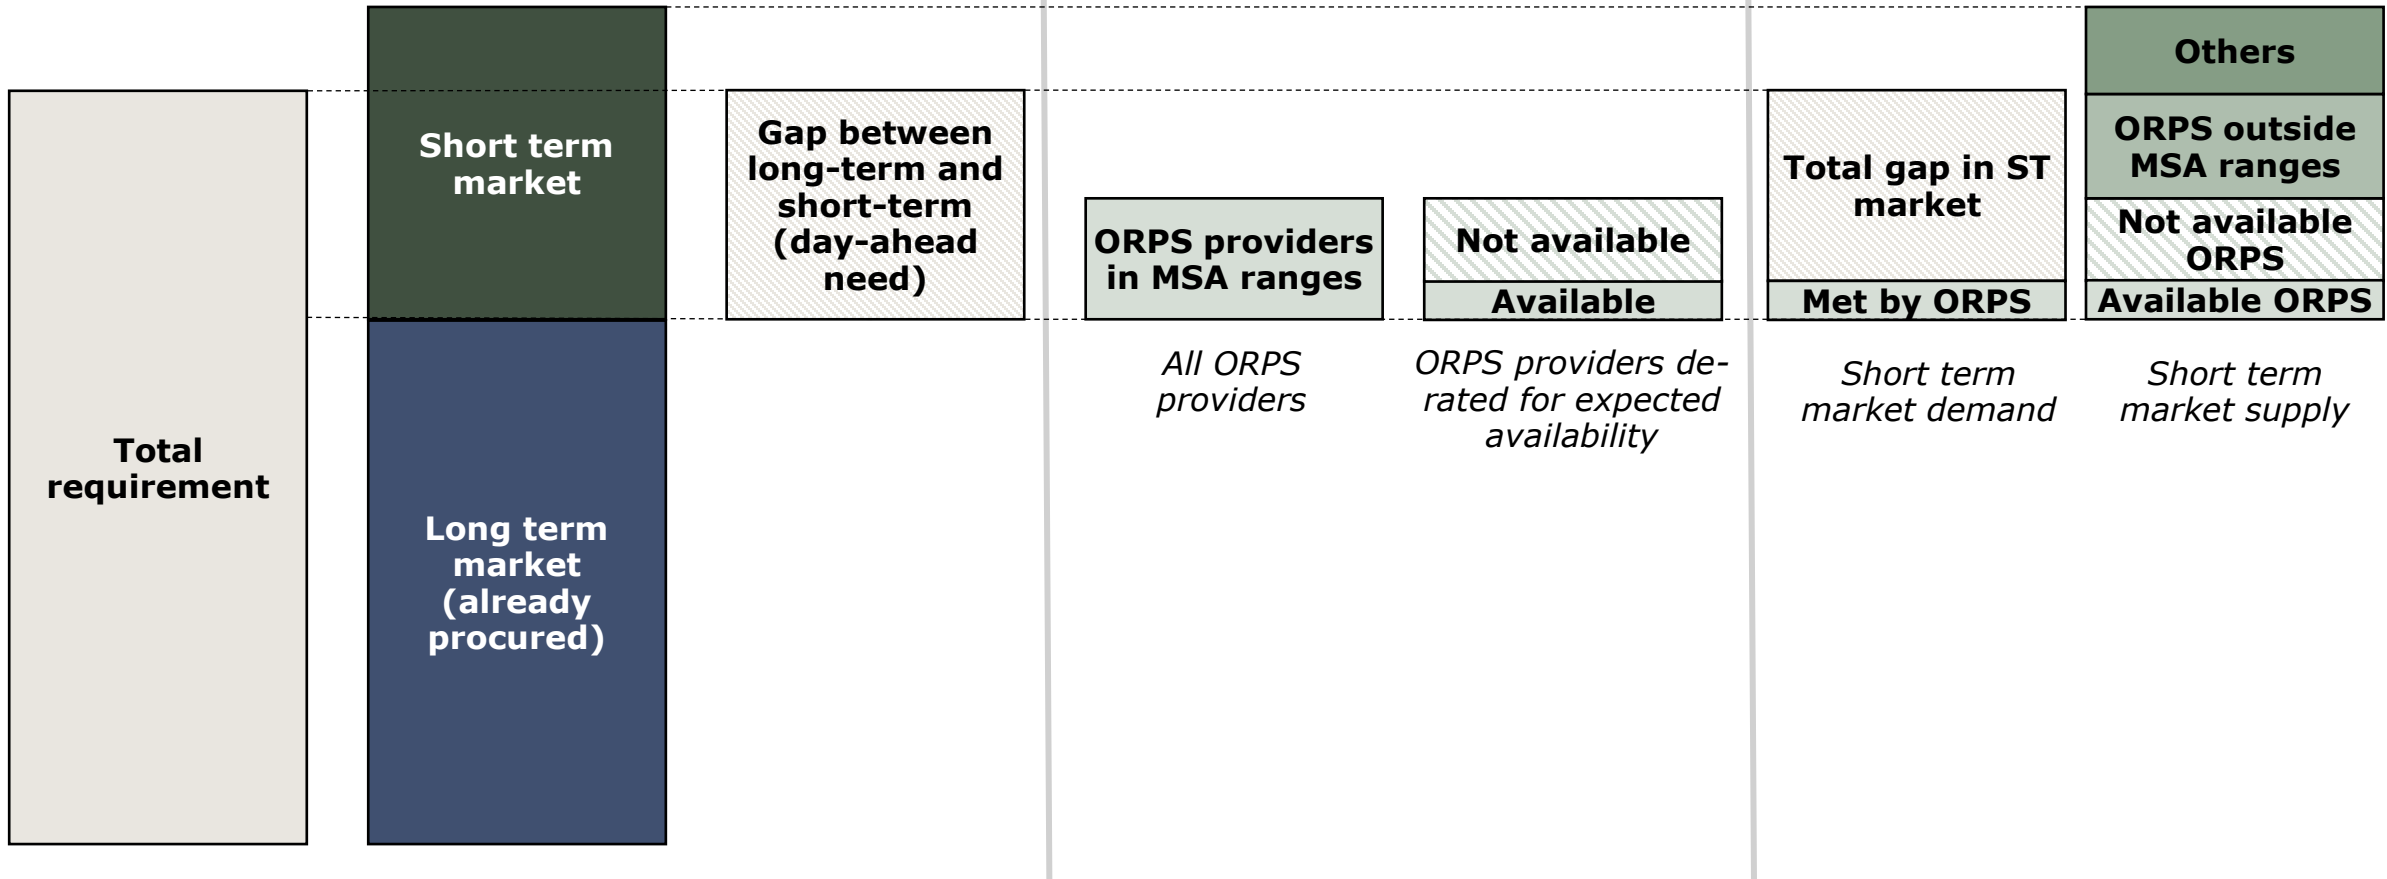 Total
requirement
Short term
market
Long term
market
(already
procured)
Gap between
long-term and
short-term
(day-ahead
need)
ORPS providers
in MSA ranges
All ORPS
providers
Not available
Available
ORPS providers de-
rated for expected
availability
Total gap in ST
market
Met by ORPS
Short term
market demand
Others
ORPS outside
MSA ranges
Not available
ORPS
Available ORPS
Short term
market supply